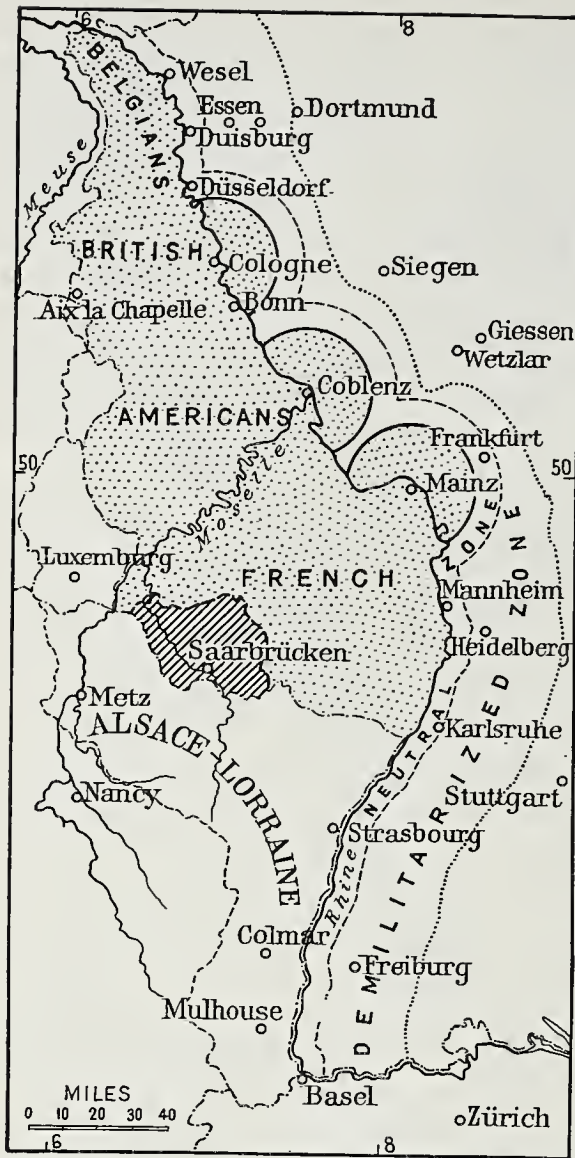 6
8
BELGIANS
Wesel
Essen
Dortmund
Duisburg
Meuse
Düsseldorf
BRITISH
Cologne
Siegen
Aix la Chapelle
Bonn
Giessen
Wetzlar
Coblenz
AMERICANS
Frankfurt
50
50
Mainz
Moselle
Luxemburg
FRENCH
Mannheim
Saarbrücken
Heidelberg
Metz
ALSACE-LORRAINE
Karlsruhe
NEUTRAL ZONE
Stuttgart
Nancy
Strasbourg
Rhine
DEMILITARIZED ZONE
Colmar
Freiburg
Mulhouse
Basel
MILES
0 10 20 40
Zürich
6
8